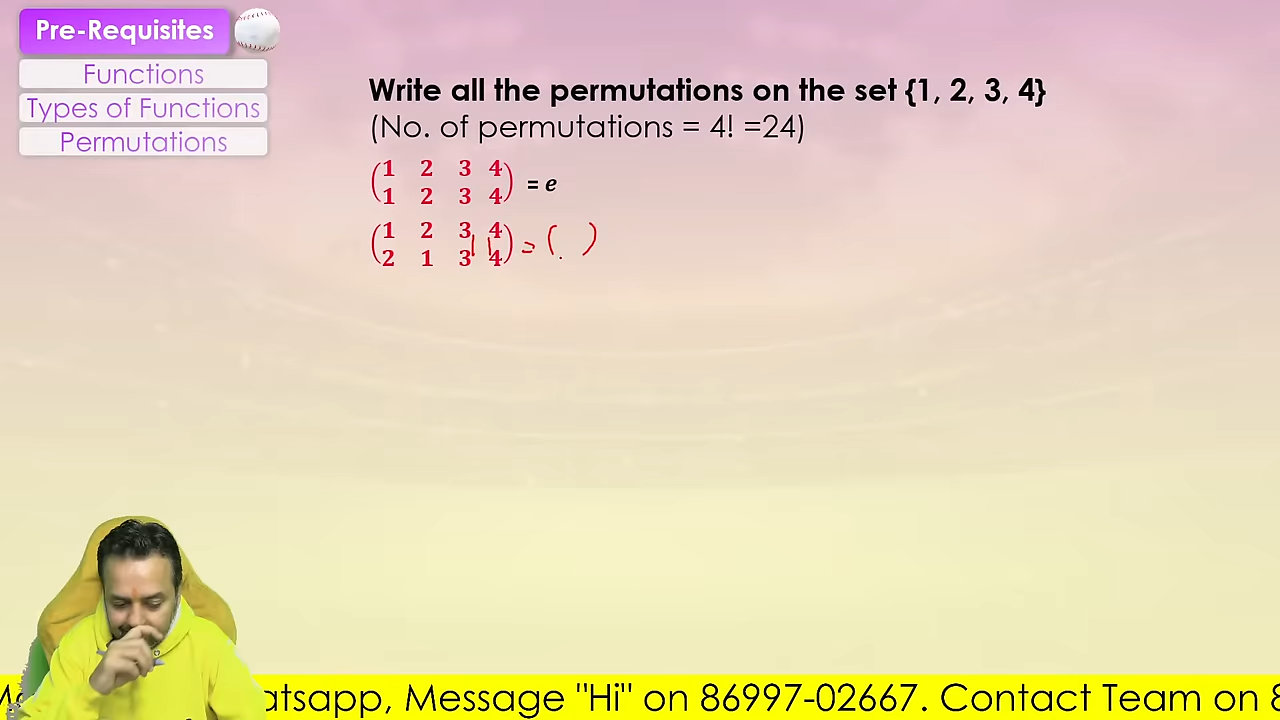 Pre-Requisites
Functions
Types of Functions
Permutations
Write all the permutations on the set {1, 2, 3, 4}
(No. of permutations = 4! =24)
(1 2 3 4
1 2 3 4) = e
(1 2 3 4
2 1 3 4) = ( . )
atsapp, Message "Hi" on 86997-02667. Contact Team on 8